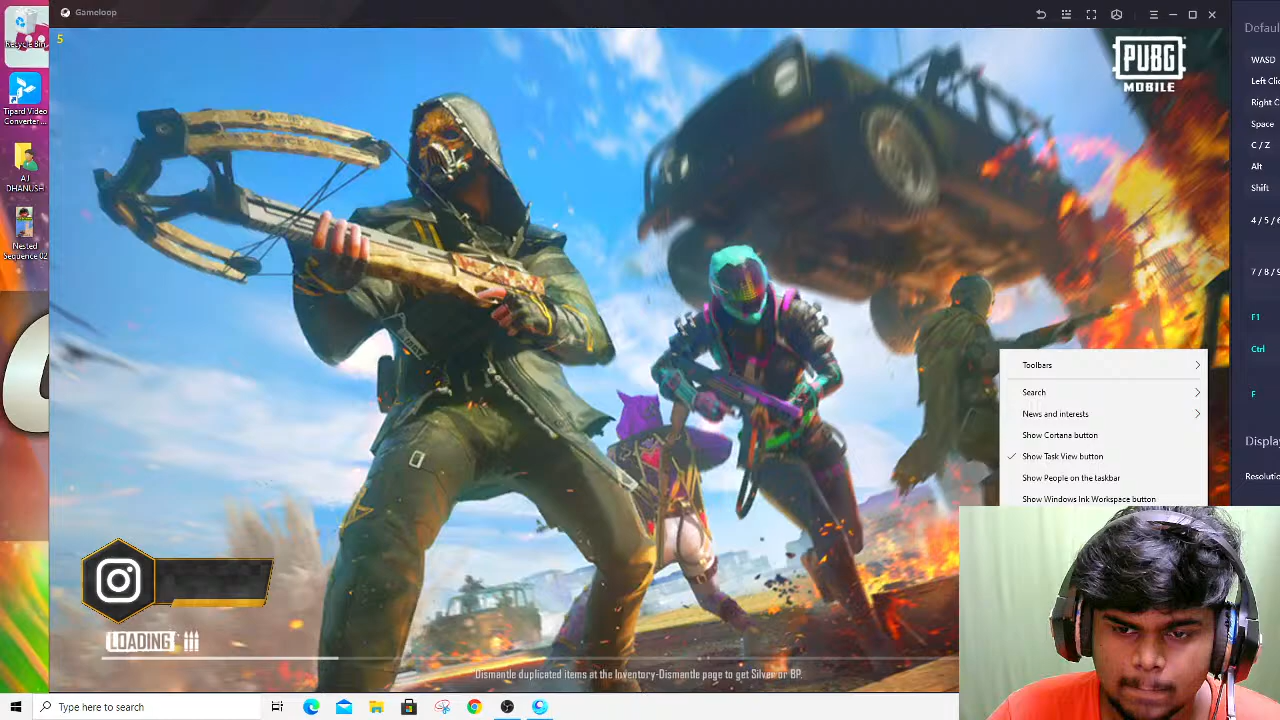 Gameloop
5
Recycle Bin
Tipard Video
Converter...
AJ
DHANUSH
Nested
Sequence 02
PUBG
MOBILE
WASD
Space
C / Z
Alt
Shift
F1
Ctrl
F
Toolbars
Search
News and interests
Show Cortana button
Show Task View button
Show People on the taskbar
Show Windows Ink Workspace button
LOADING
Dismantle duplicated items at the Inventory-Dismantle page to get Silver or BP.
Type here to search